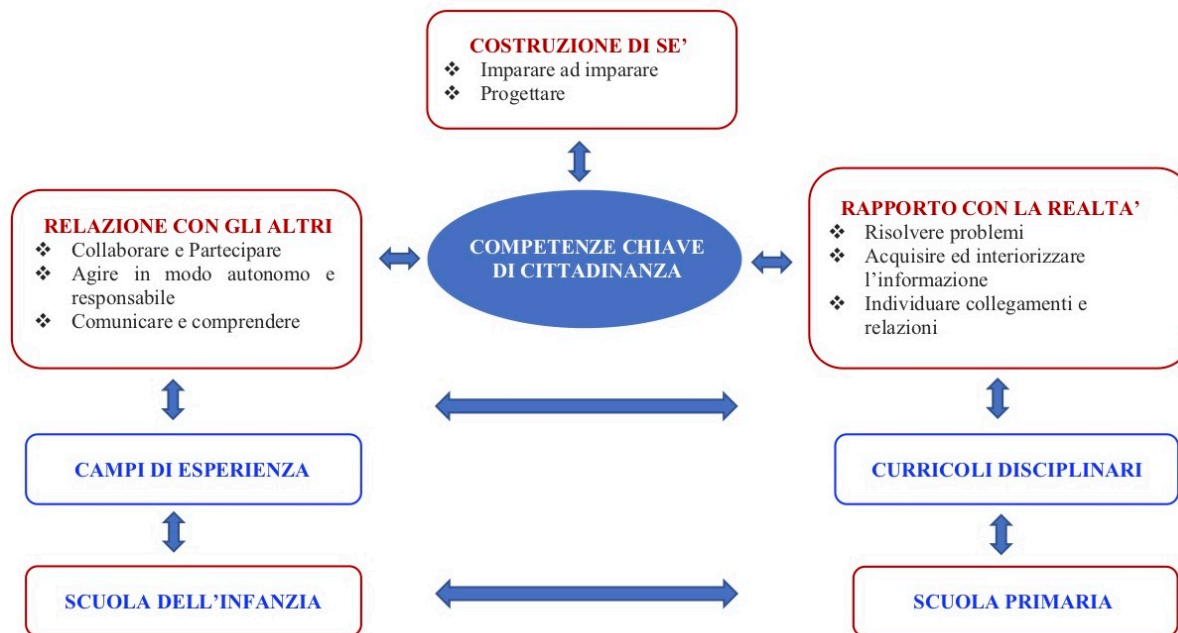 COSTRUZIONE DI SE’
❖ Imparare ad imparare
❖ Progettare
RELAZIONE CON GLI ALTRI
❖ Collaborare e Partecipare
❖ Agire in modo autonomo e
responsabile
❖ Comunicare e comprendere
COMPETENZE CHIAVE
DI CITTADINANZA
RAPPORTO CON LA REALTA’
❖ Risolvere problemi
❖ Acquisire ed interiorizzare
l’informazione
❖ Individuare collegamenti e
relazioni
CAMPI DI ESPERIENZA
CURRICOLI DISCIPLINARI
SCUOLA DELL’INFANZIA
SCUOLA PRIMARIA